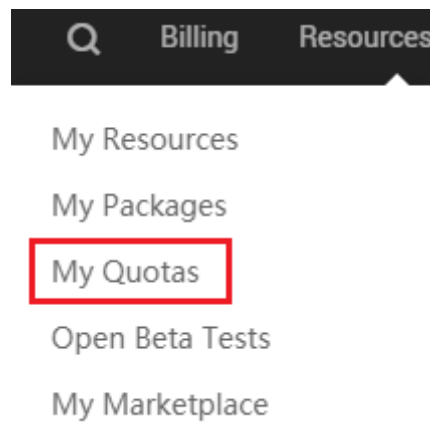 Billing Resources
My Resources
My Packages
My Quotas
Open Beta Tests
My Marketplace